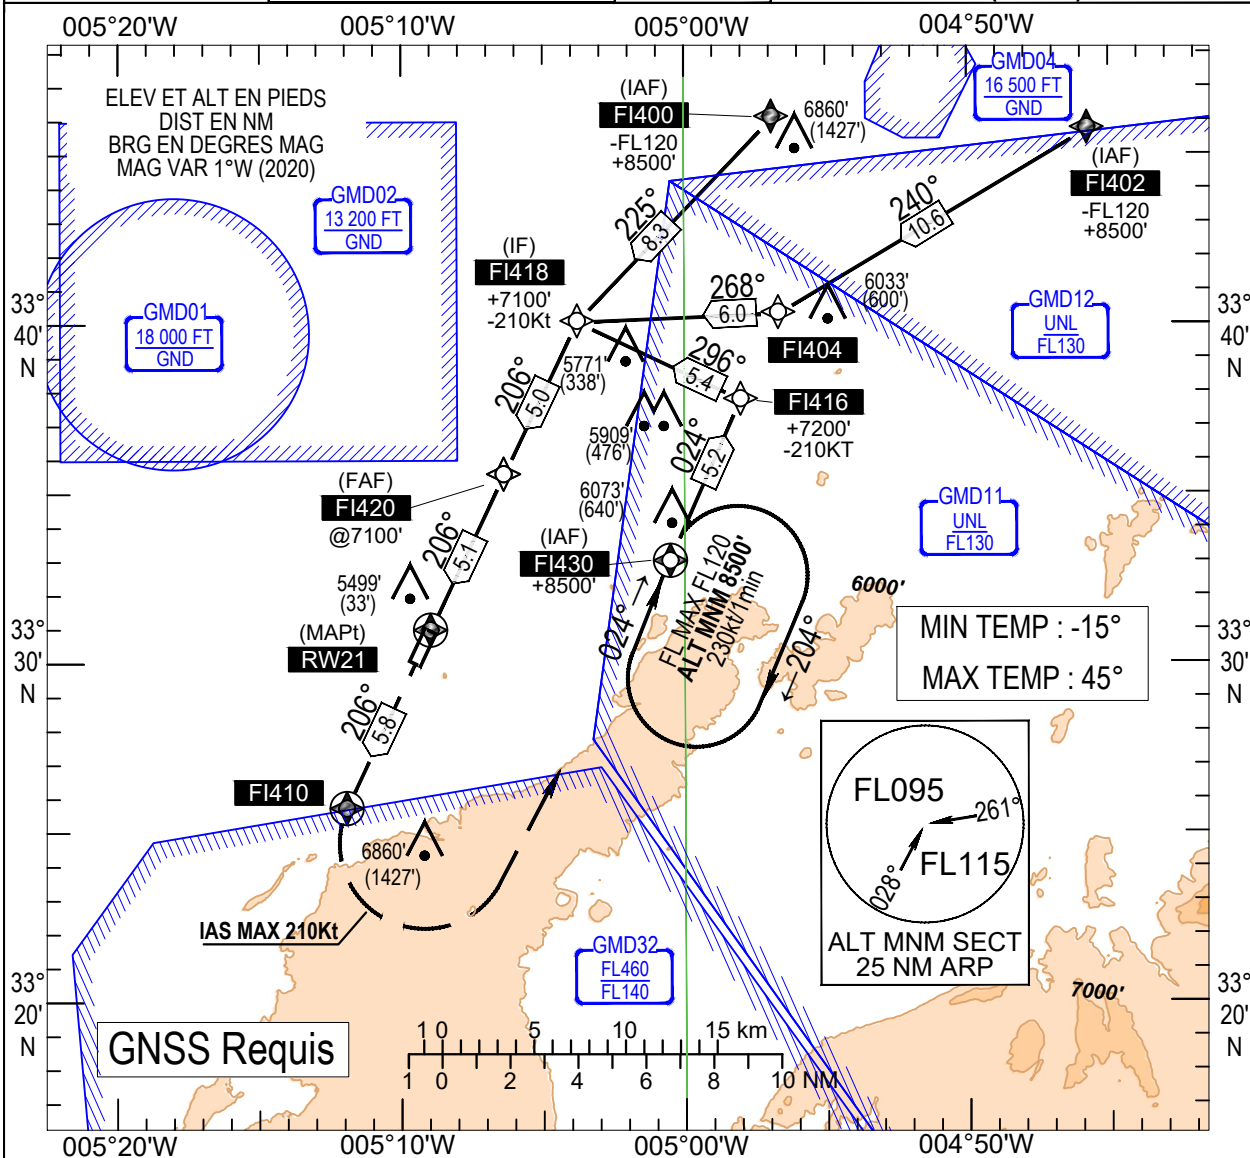 005°20'W 005°10'W 005°00'W 004°50'W
ELEV ET ALT EN PIEDS
DIST EN NM
BRG EN DEGRES MAG
MAG VAR 1°W (2020)
(IAF)
FI400
-FL120
+8500'
6860'
(1427')
GMD04
16 500 FT
GND
(IAF)
FI402
-FL120
+8500'
GMD02
13 200 FT
GND
225°
8.3
240°
10.6
(IF)
FI418
+7100'
-210Kt
268°
6.0
6033'
(600')
GMD01
18 000 FT
GND
GMD12
UNL
FL130
33°
40'
N
33°
40'
N
FI404
5771'
(338')
296°
5.4
206°
5.0
FI416
+7200'
-210KT
5909'
(476')
024°
5.2
(FAF)
FI420
@7100'
6073'
(640')
GMD11
UNL
FL130
206°
5.1
(IAF)
FI430
+8500'
FL MAX FL120
ALT MNM 8500'
230kt/1min
024°
204°
6000'
5499'
(33')
(MAPt)
RW21
33°
30'
N
33°
30'
N
MIN TEMP : -15°
MAX TEMP : 45°
206°
5.8
FI410
6860'
(1427')
IAS MAX 210Kt
FL095
261°
FL115
028°
ALT MNM SECT
25 NM ARP
GMD32
FL460
FL140
7000'
33°
20'
N
33°
20'
N
GNSS Requis
1 0 5 10 15 km
1 0 2 4 6 8 10 NM
005°20'W 005°10'W 005°00'W 004°50'W